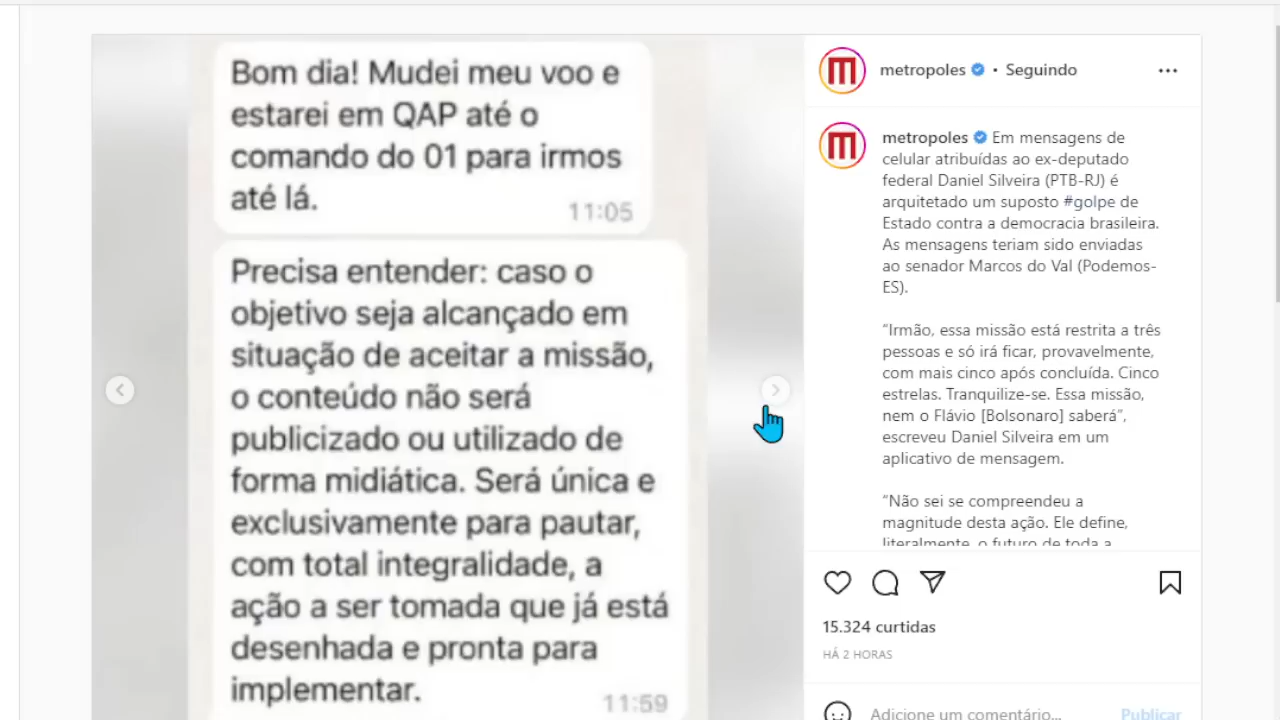 Bom dia! Mudei meu voo e
estarei em QAP até o
comando do 01 para irmos
até lá.
11:05
Precisa entender: caso o
objetivo seja alcançado em
situação de aceitar a missão,
o conteúdo não será
publicizado ou utilizado de
forma midiática. Será única e
exclusivamente para pautar,
com total integralidade, a
ação a ser tomada que já está
desenhada e pronta para
implementar.
11:59
metropoles • Seguindo
metropoles Em mensagens de
celular atribuídas ao ex-deputado
federal Daniel Silveira (PTB-RJ) é
arquitetado um suposto #golpe de
Estado contra a democracia brasileira.
As mensagens teriam sido enviadas
ao senador Marcos do Val (Podemos-
ES).
“Irmão, essa missão está restrita a três
pessoas e só irá ficar, provavelmente,
com mais cinco após concluída. Cinco
estrelas. Tranquilize-se. Essa missão,
nem o Flávio [Bolsonaro] saberá”,
escreveu Daniel Silveira em um
aplicativo de mensagem.
“Não sei se compreendeu a
magnitude desta ação. Ele define,
literalmente, o futuro de toda a
15.324 curtidas
HÁ 2 HORAS
Adicione um comentário...
Publicar